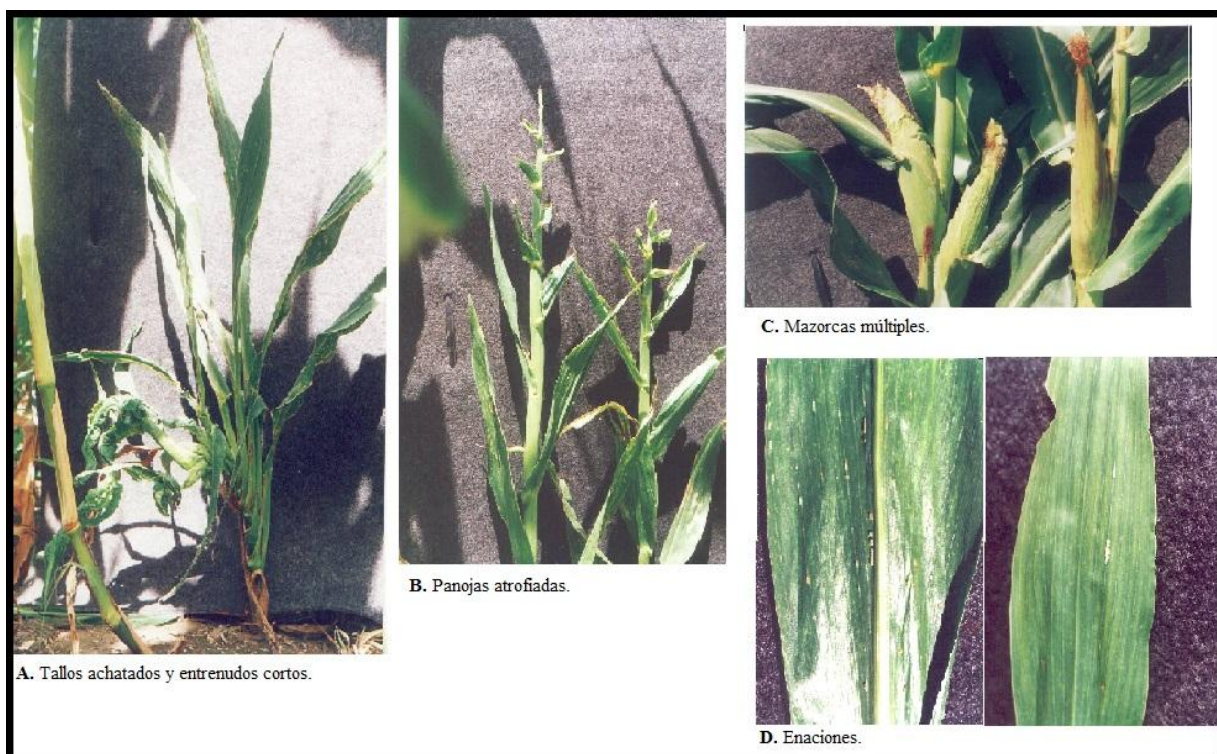 A. Tallos achatados y entrenudos cortos.
B. Panojas atrofiadas.
C. Mazorcas múltiples.
D. Enaciones.